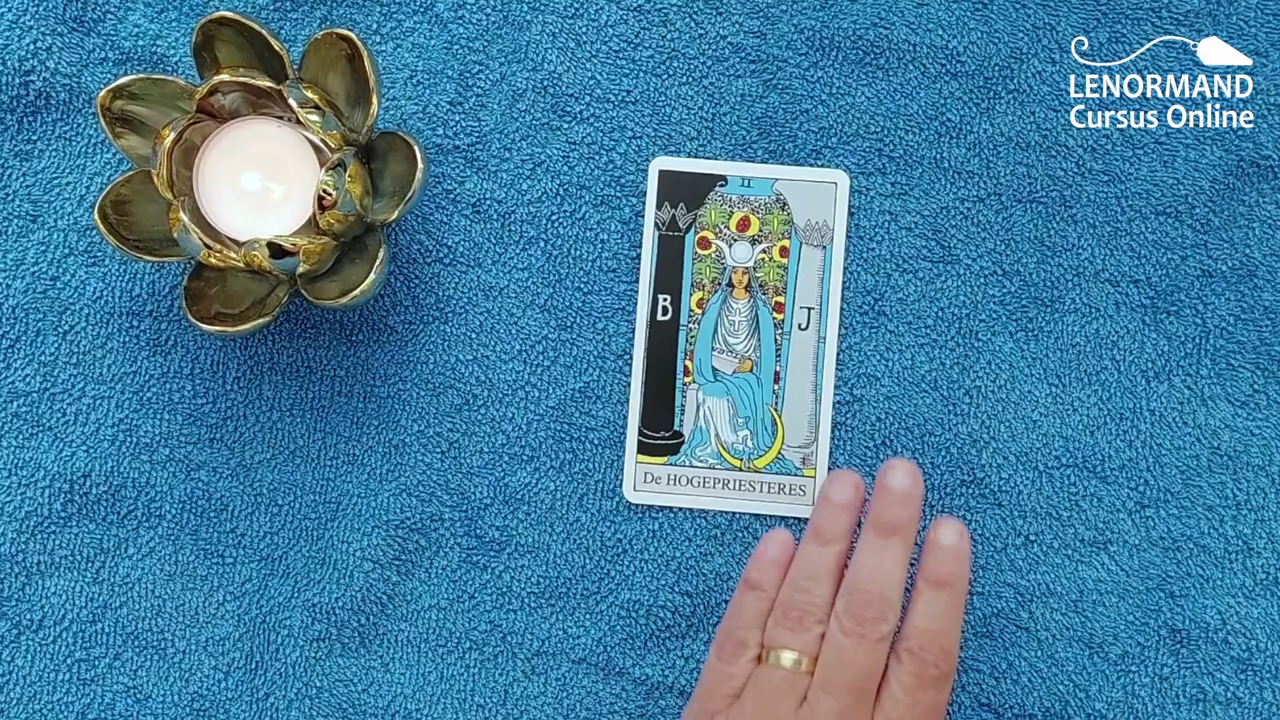 LENORMAND
Cursus Online
II
B
J
De HOGEPRIESTERES